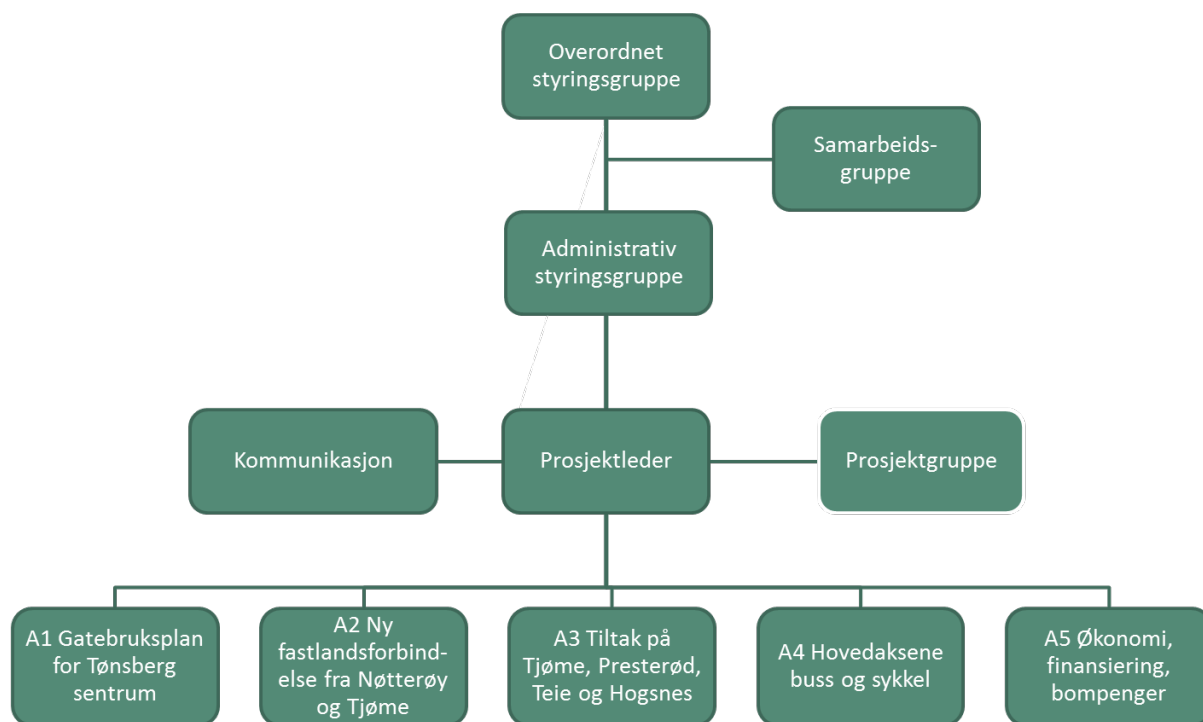 Overordnet
styringsgruppe
Samarbeids-
gruppe
Administrativ
styringsgruppe
Kommunikasjon
Prosjektleder
Prosjektgruppe
A1 Gatebruksplan
for Tønsberg
sentrum
A2 Ny
fastlandsforbind-
else fra Nøtterøy
og Tjøme
A3 Tiltak på
Tjøme, Presterød,
Teie og Hogsnes
A4 Hovedaksene
buss og sykkel
A5 Økonomi,
finansiering,
bompenger